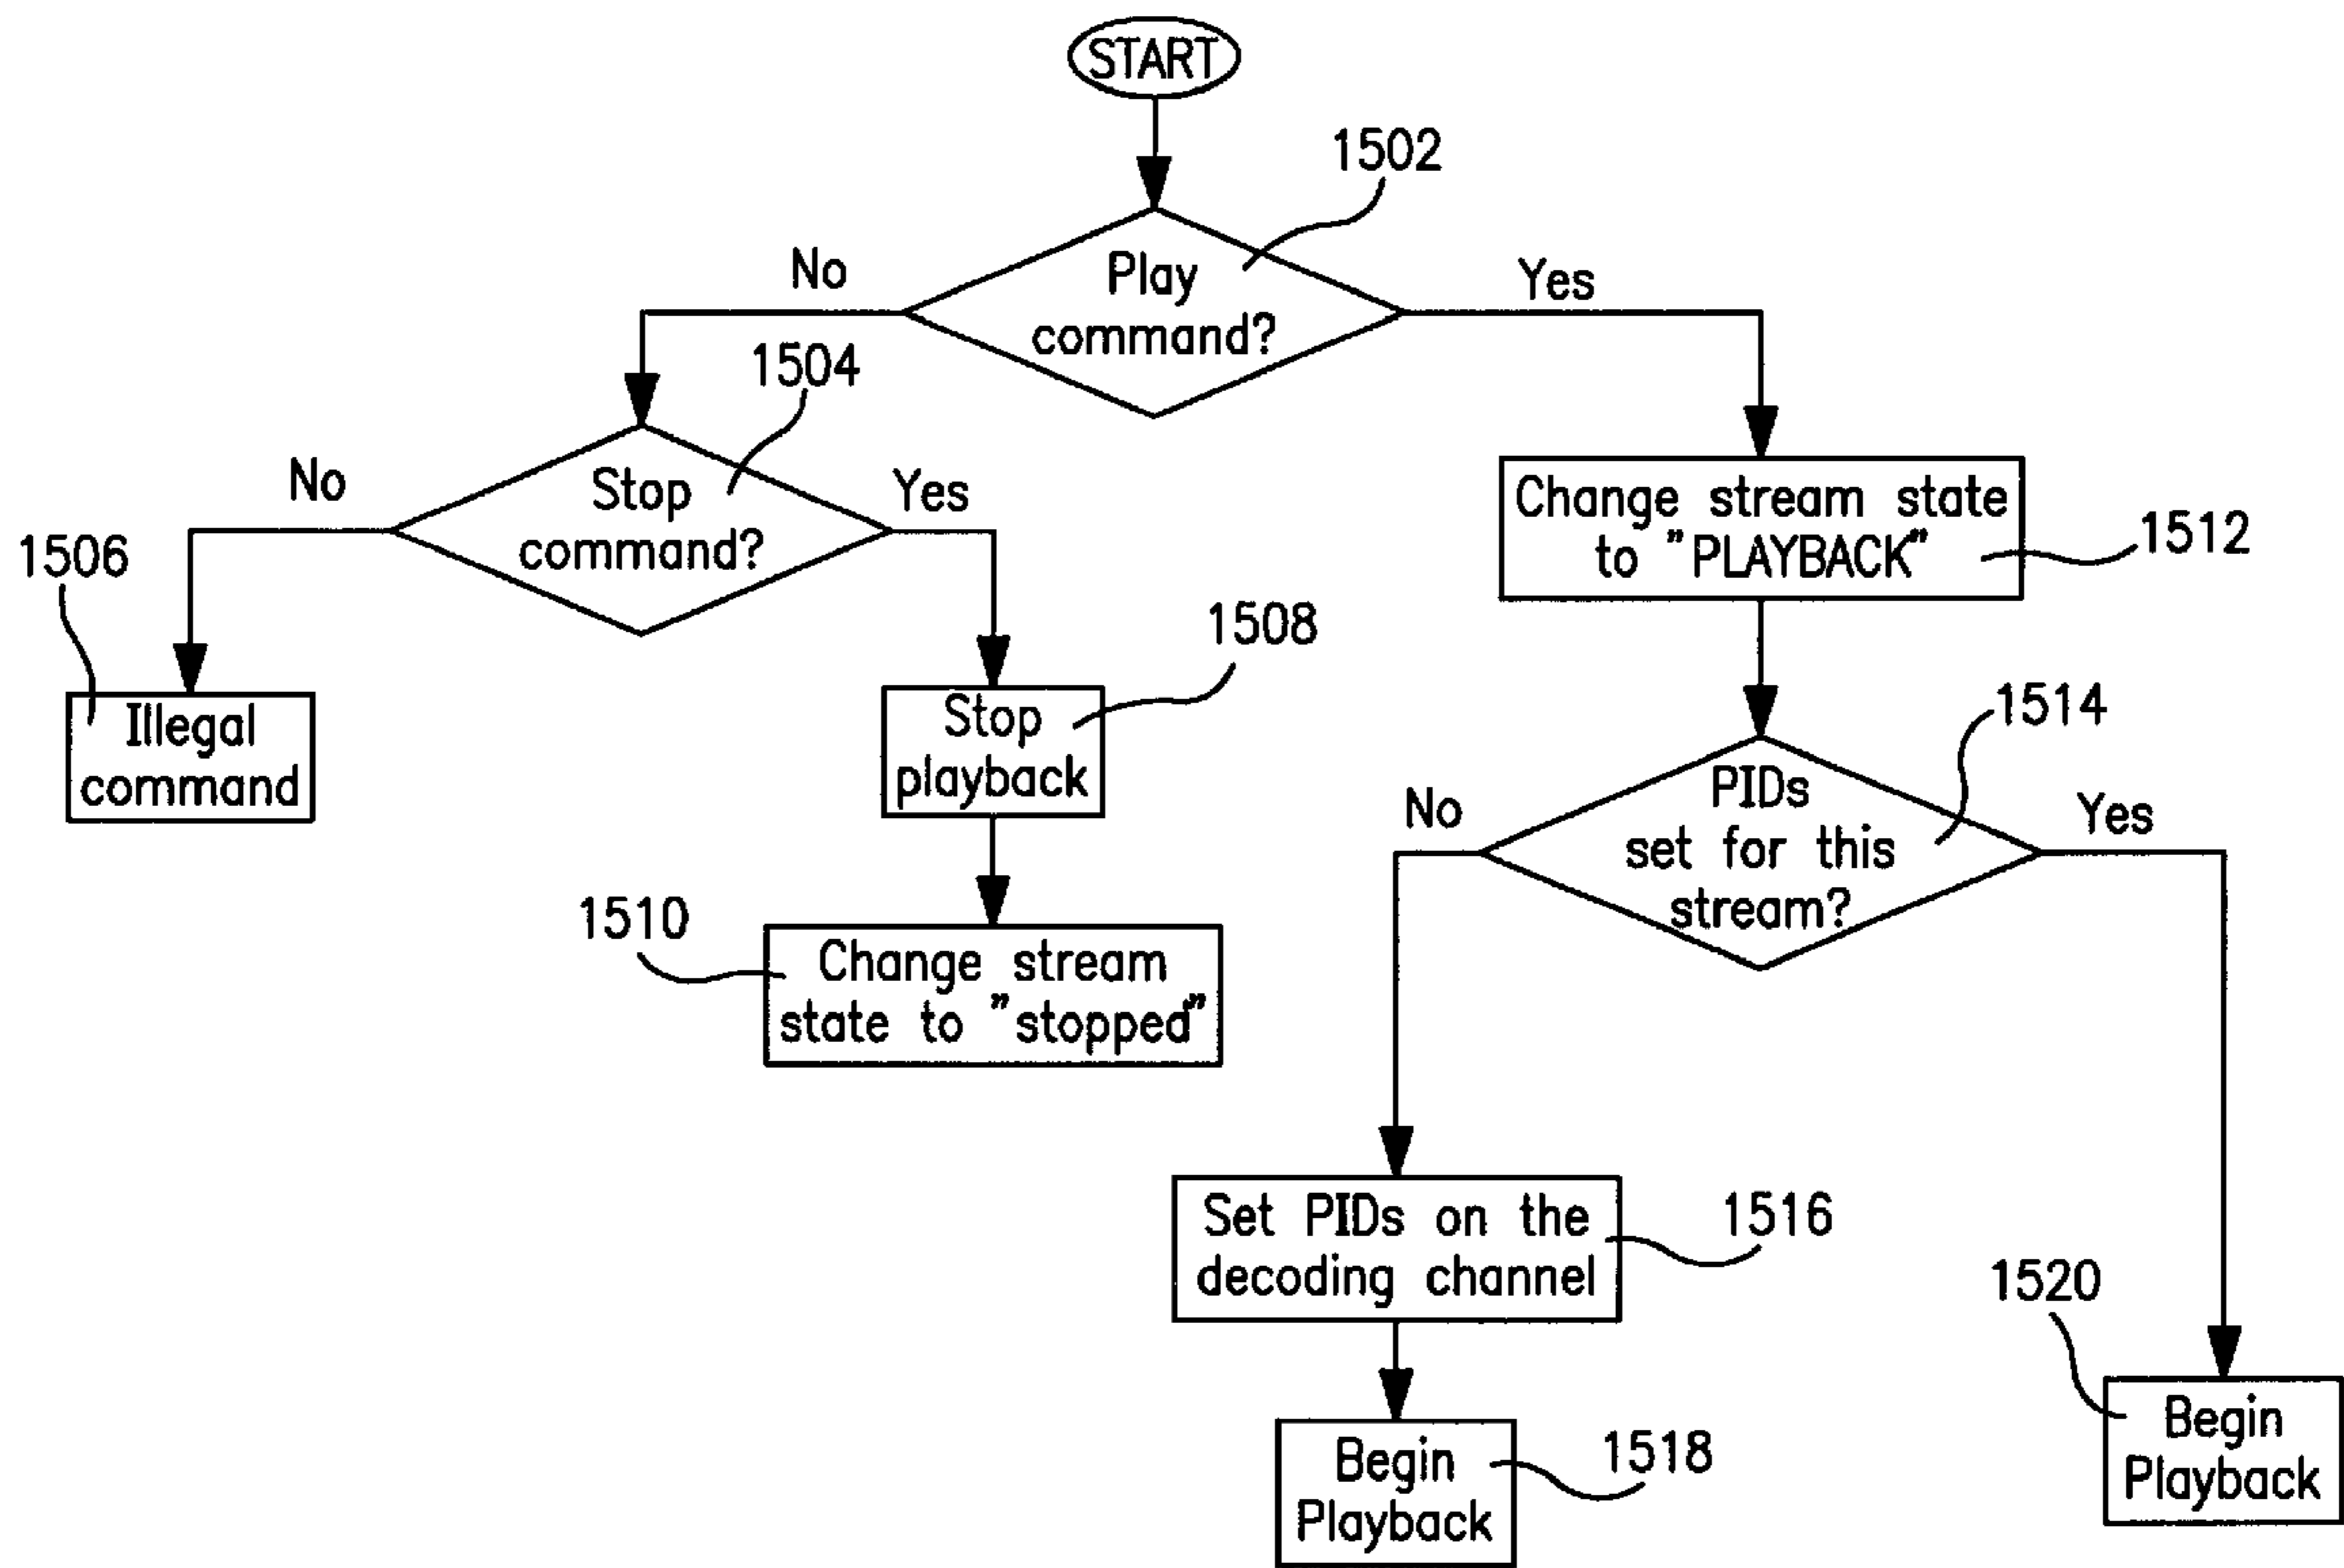 START
1502
Play
command?
No
Yes
1504
Stop
command?
No
Yes
Change stream state
to "PLAYBACK"
1512
1506
Illegal
command
1508
Stop
playback
1514
PIDs
set for this
stream?
No
Yes
1510
Change stream
state to "stopped"
Set PIDs on the
decoding channel
1516
1520
Begin
Playback
Begin
Playback
1518